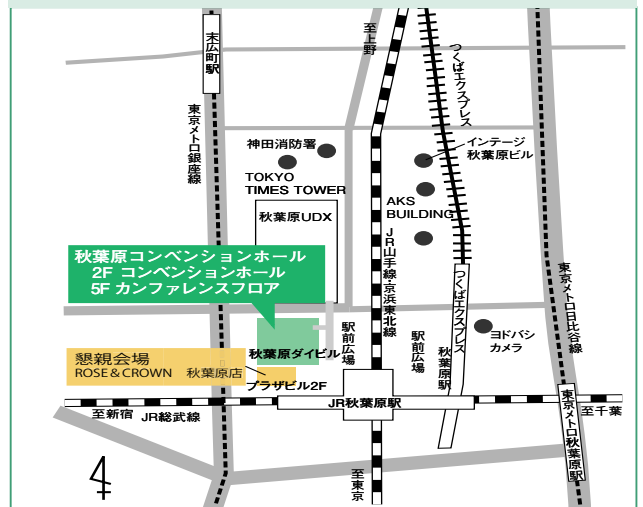 至上野
末広町駅
つくばエクスプレス
東京メトロ銀座線
神田消防署
インテージ
秋葉原ビル
TOKYO
TIMES TOWER
AKS
BUILDING
秋葉原UDX
JR山手線・京浜東北線
秋葉原コンベンションホール
2F コンベンションホール
5F カンファレンスフロア
つくばエクスプレス
秋葉原駅
東京メトロ日比谷線
駅前広場
駅前広場
ヨドバシ
カメラ
秋葉原ダイビル
懇親会場
ROSE & CROWN 秋葉原店
プラザビル2F
JR秋葉原駅
至新宿
JR総武線
至千葉
東京メトロ秋葉原駅
至東京
4